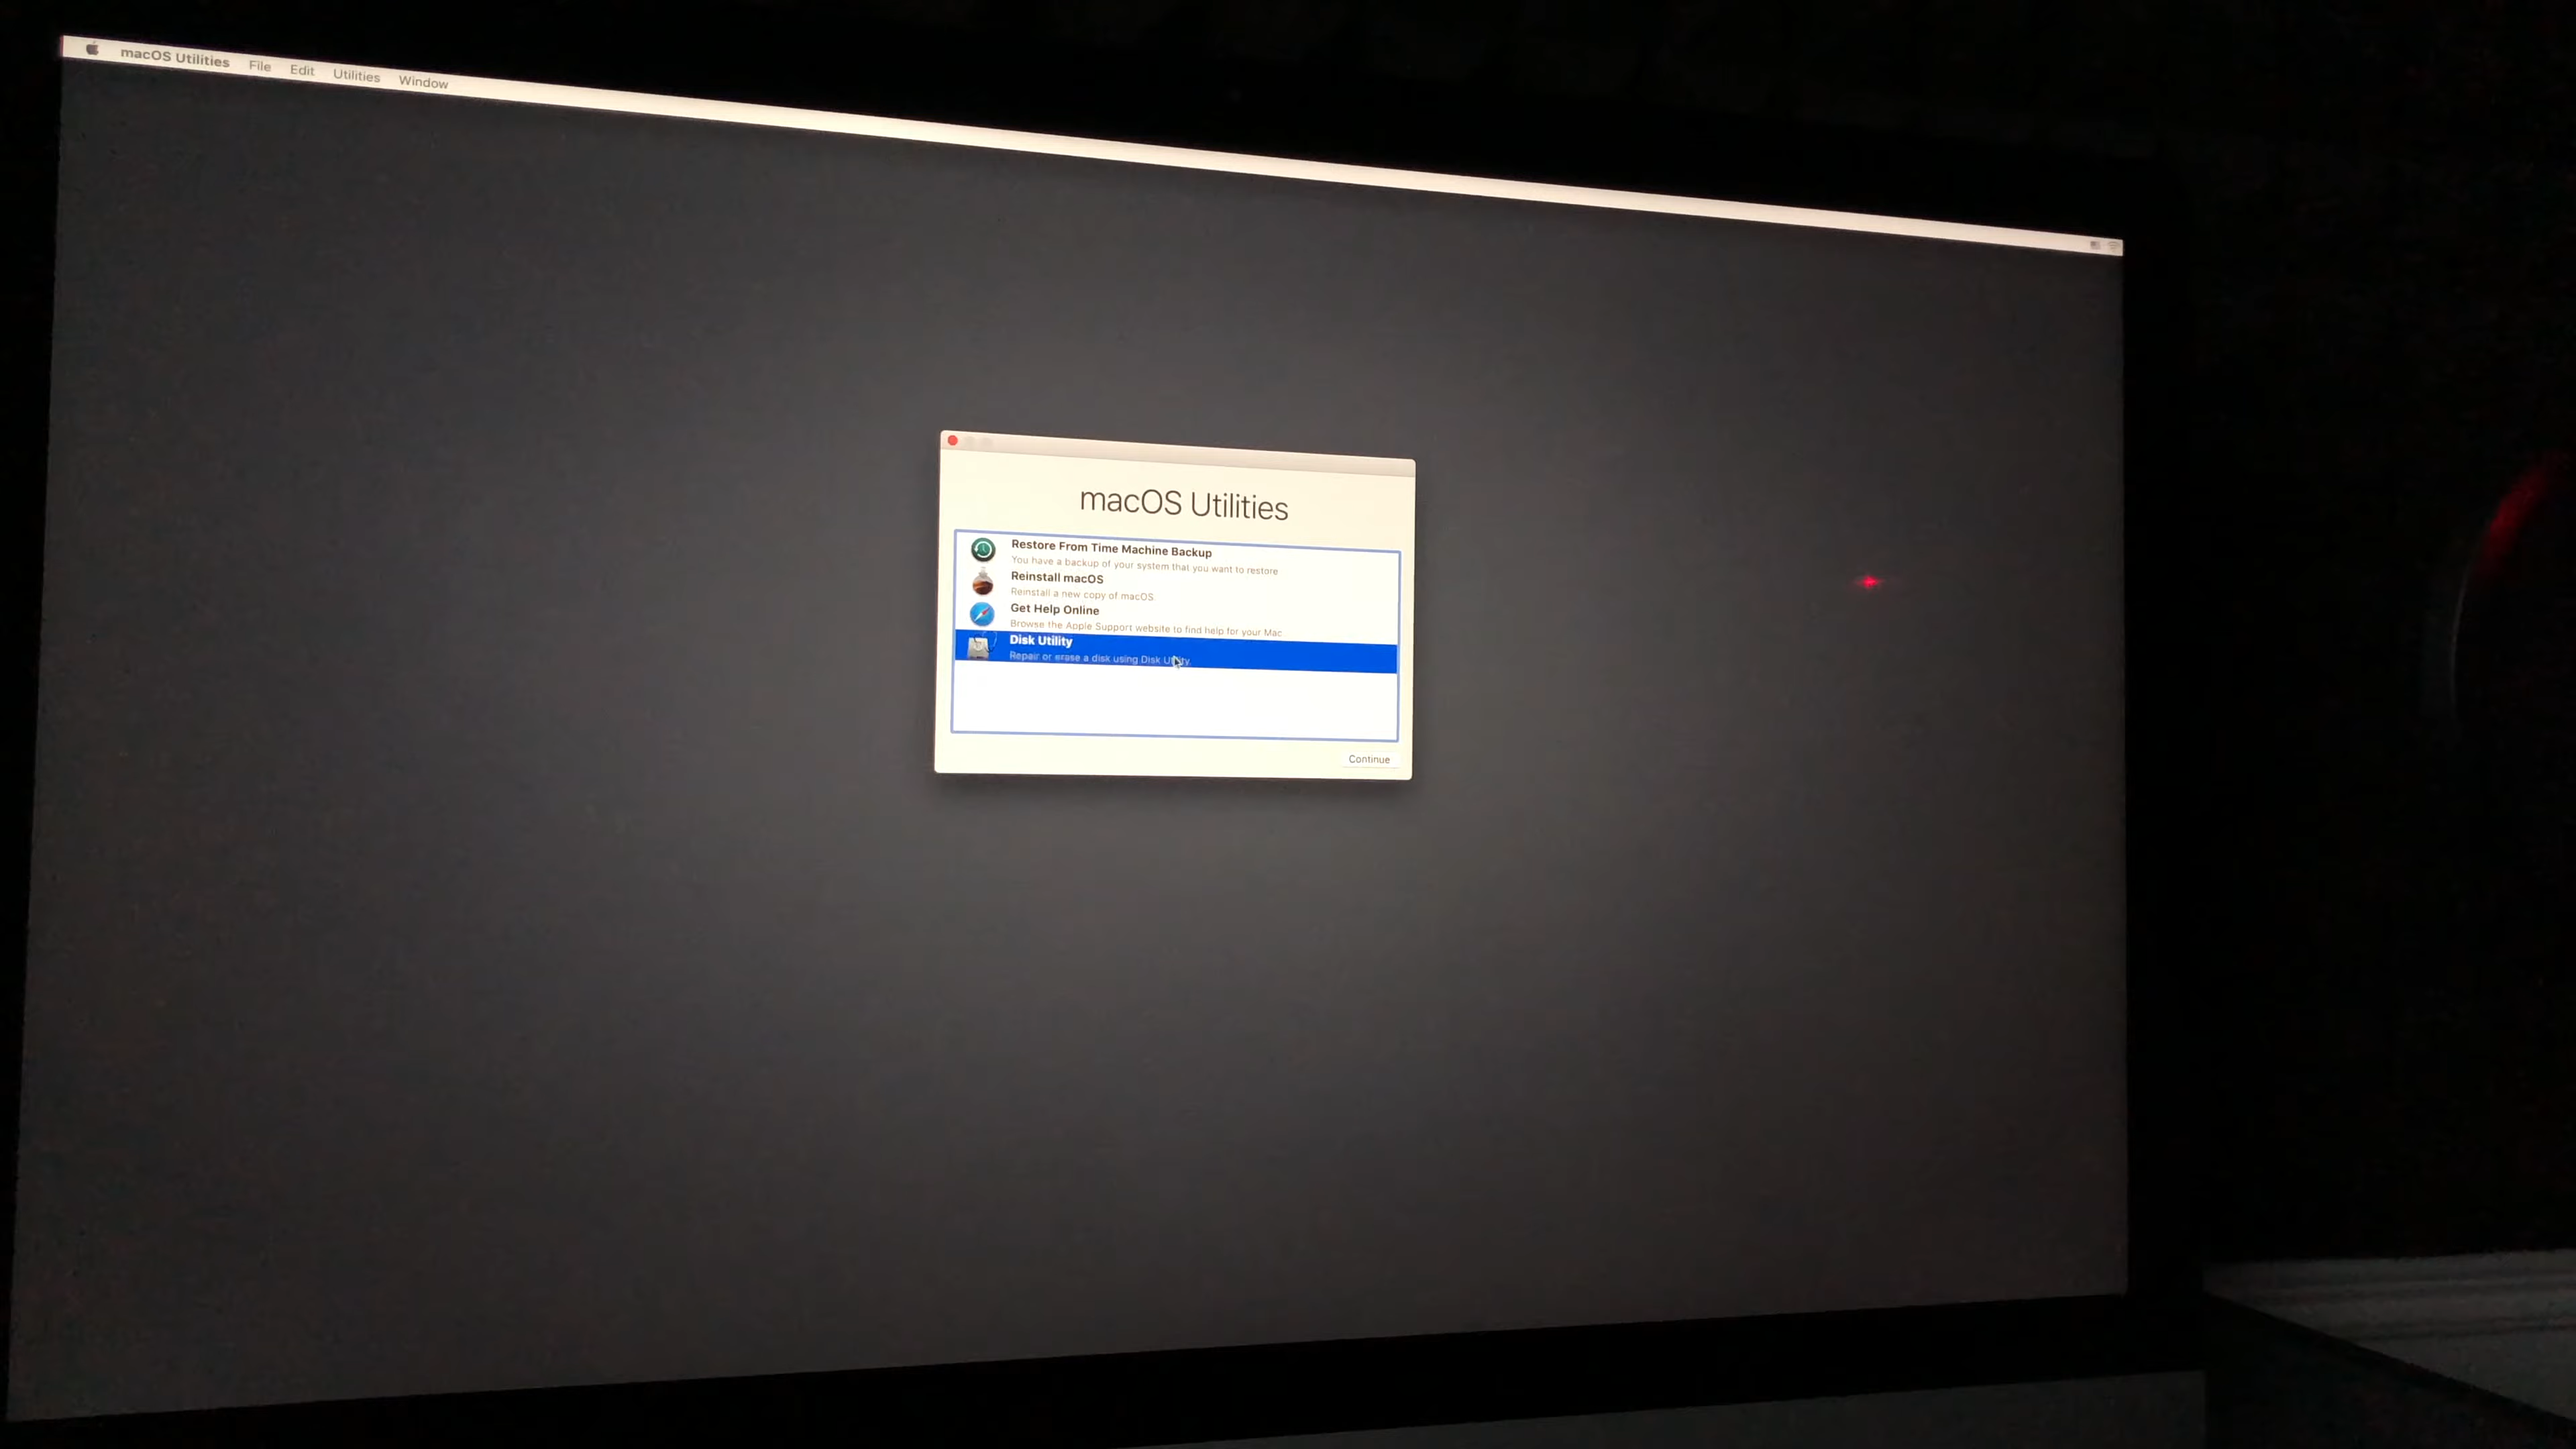 macOS Utilities File Edit Utilities Window
macOS Utilities
Restore From Time Machine Backup
You have a backup of your system that you want to restore
Reinstall macOS
Reinstall a new copy of macOS.
Get Help Online
Browse the Apple Support website to find help for your Mac
Disk Utility
Repair or erase a disk using Disk Utility.
Continue